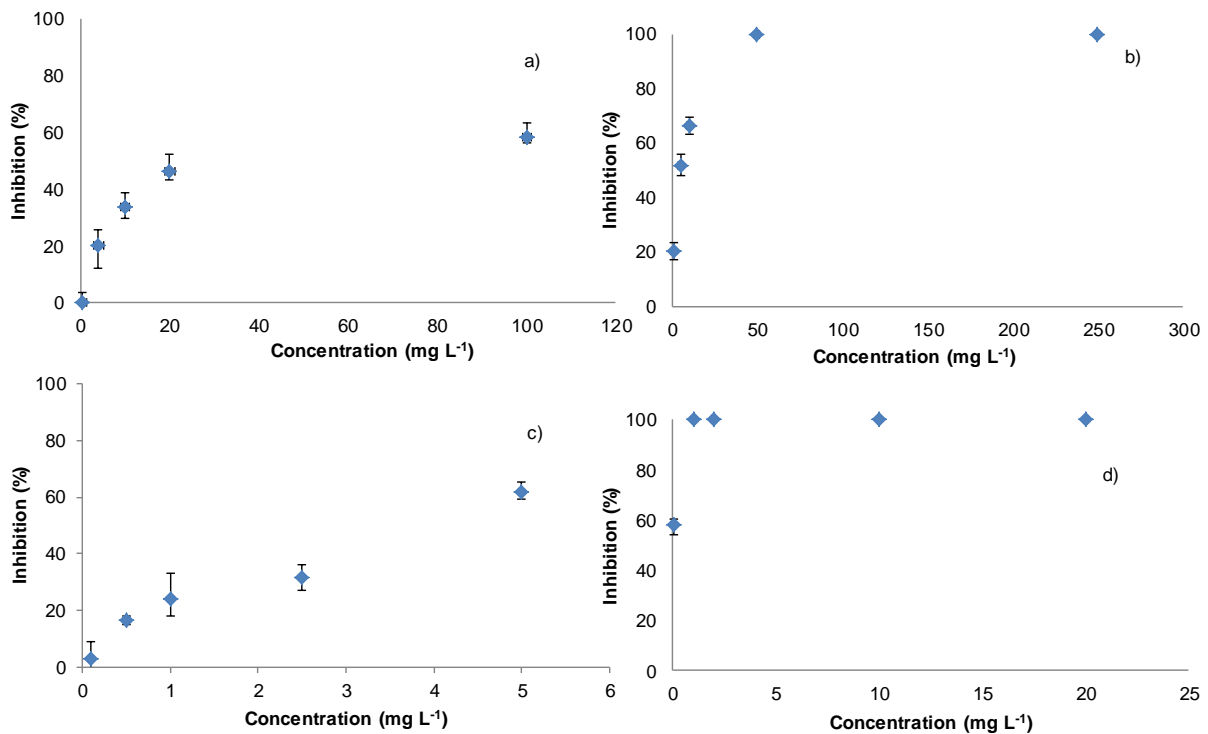 100
80
60
40
20
0
Inhibition (%)
a)
0 20 40 60 80 100 120
Concentration (mg L⁻¹)
100
80
60
40
20
0
Inhibition (%)
b)
0 50 100 150 200 250 300
Concentration (mg L⁻¹)
100
80
60
40
20
0
Inhibition (%)
c)
0 1 2 3 4 5 6
Concentration (mg L⁻¹)
100
80
60
40
20
0
Inhibition (%)
d)
0 5 10 15 20 25
Concentration (mg L⁻¹)